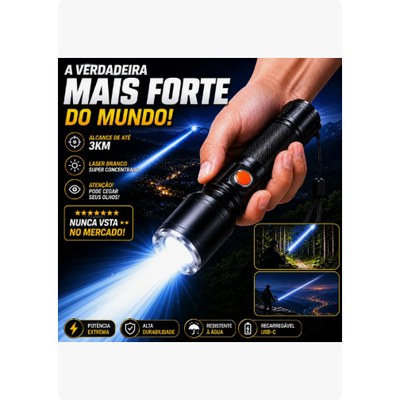 A VERDADEIRA
MAIS FORTE
DO MUNDO!
ALCANCE DE ATÉ
3KM
LASER BRANCO
SUPER CONCENTRADO
ATENÇÃO!
PODE CEGAR
SEUS OLHOS!
NUNCA VSTA
NO MERCADO!
POTÊNCIA
EXTREMA
ALTA
DURABILIDADE
RESISTENTE
À ÁGUA
RECARREGÁVEL
USB-C